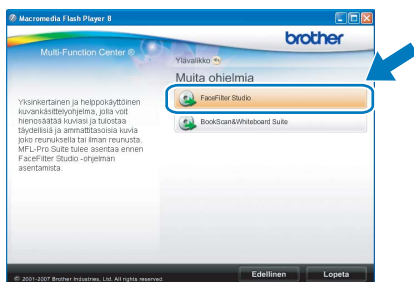 Macromedia Flash Player 8
brother
Multi-Function Center ®
Ylävalikko
Muita ohjelmia
FaceFilter Studio
BookScan&Whiteboard Suite
Yksinkertainen ja helppokäyttöinen
kuvankäsittelyohjelma, jolla voit
hienosäätää kuviasi ja tulostaa
täydellisiä ja ammattitasoisia kuvia
joko reunuksella tai ilman reunusta.
MFL-Pro Suite tulee asentaa ennen
FaceFilter Studio -ohjelman
asentamista.
© 2001-2007 Brother Industries, Ltd. All rights reserved.
Edellinen
Lopeta